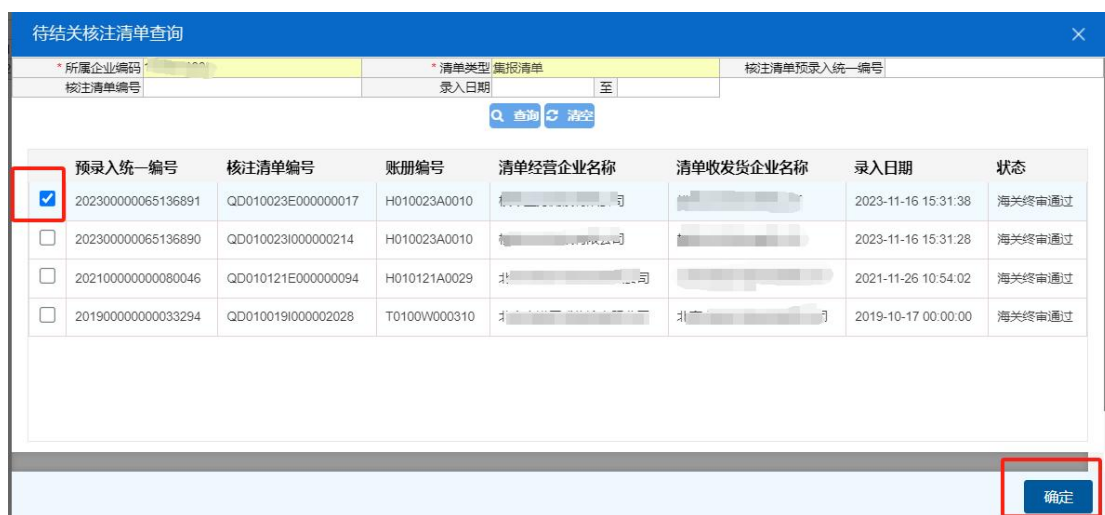 待结关核注清单查询
* 所属企业编码 * 清单类型 集报清单 核注清单预录入统一编号
核注清单编号 录入日期 至
查询 清空
预录入统一编号 核注清单编号 账册编号 清单经营企业名称 清单收发货企业名称 录入日期 状态
202300000065136891 QD010023E000000017 H010023A0010 司 2023-11-16 15:31:38 海关终审通过
202300000065136890 QD010023I000000214 H010023A0010 有限公司 2023-11-16 15:31:28 海关终审通过
202100000000080046 QD010121E000000094 H010121A0029 北 司 2021-11-26 10:54:02 海关终审通过
201900000000033294 QD010019I000002028 T0100W000310 北京 司 2019-10-17 00:00:00 海关终审通过
确定